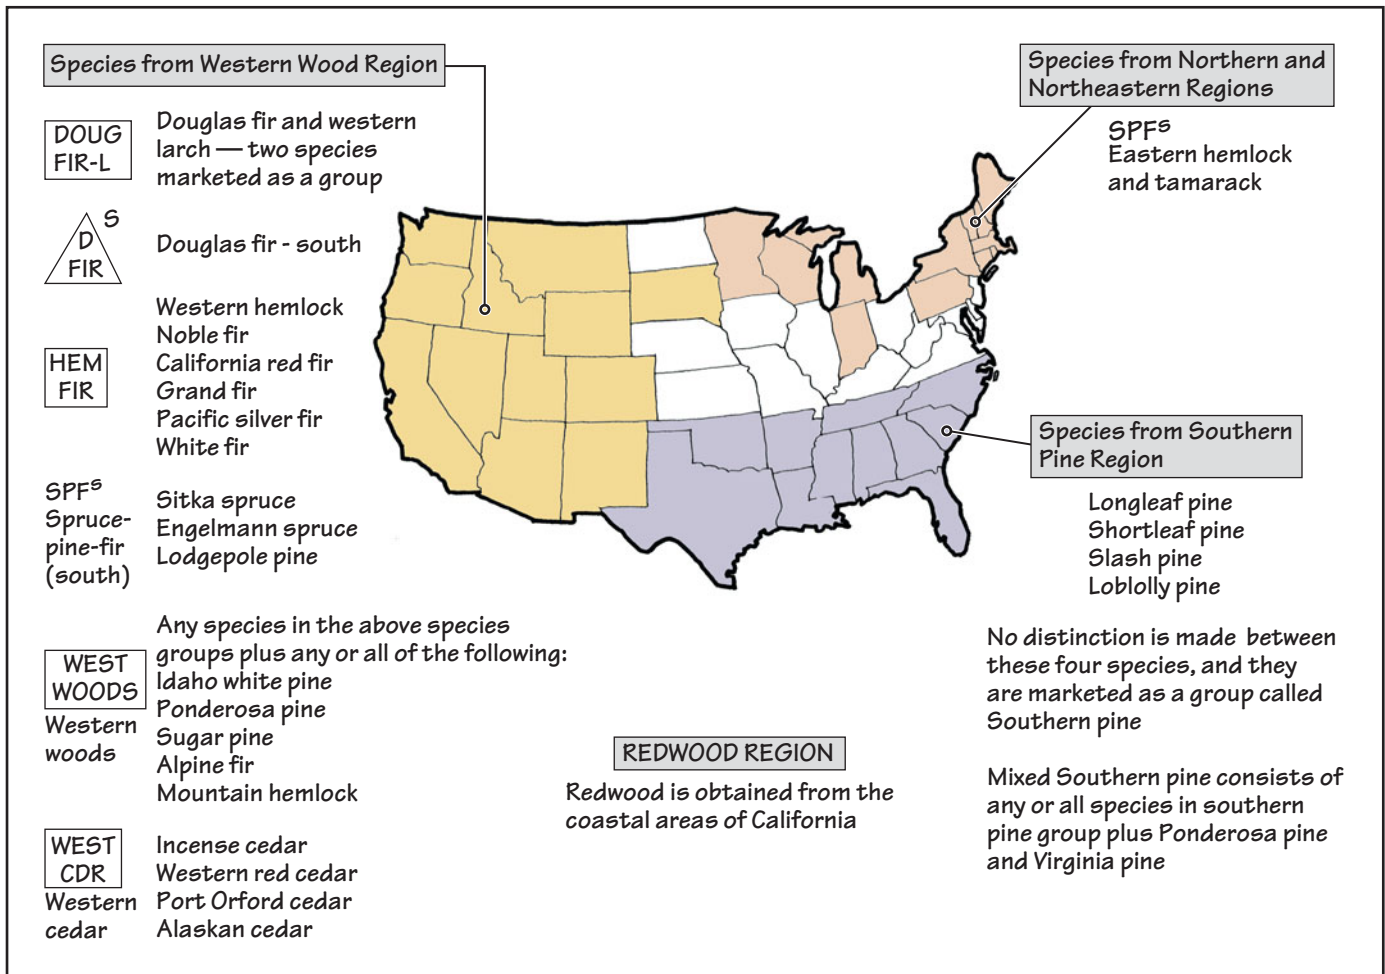 Species from Western Wood Region
DOUG
FIR-L
Douglas fir and western
larch — two species
marketed as a group
S
D
FIR
Douglas fir - south
HEM
FIR
Western hemlock
Noble fir
California red fir
Grand fir
Pacific silver fir
White fir
SPFS
Spruce-
pine-fir
(south)
Sitka spruce
Engelmann spruce
Lodgepole pine
WEST
WOODS
Western
woods
Any species in the above species
groups plus any or all of the following:
Idaho white pine
Ponderosa pine
Sugar pine
Alpine fir
Mountain hemlock
WEST
CDR
Western
cedar
Incense cedar
Western red cedar
Port Orford cedar
Alaskan cedar
REDWOOD REGION
Redwood is obtained from the
coastal areas of California
Species from Northern and
Northeastern Regions
SPFS
Eastern hemlock
and tamarack
Species from Southern
Pine Region
Longleaf pine
Shortleaf pine
Slash pine
Loblolly pine
No distinction is made between
these four species, and they
are marketed as a group called
Southern pine
Mixed Southern pine consists of
any or all species in southern
pine group plus Ponderosa pine
and Virginia pine